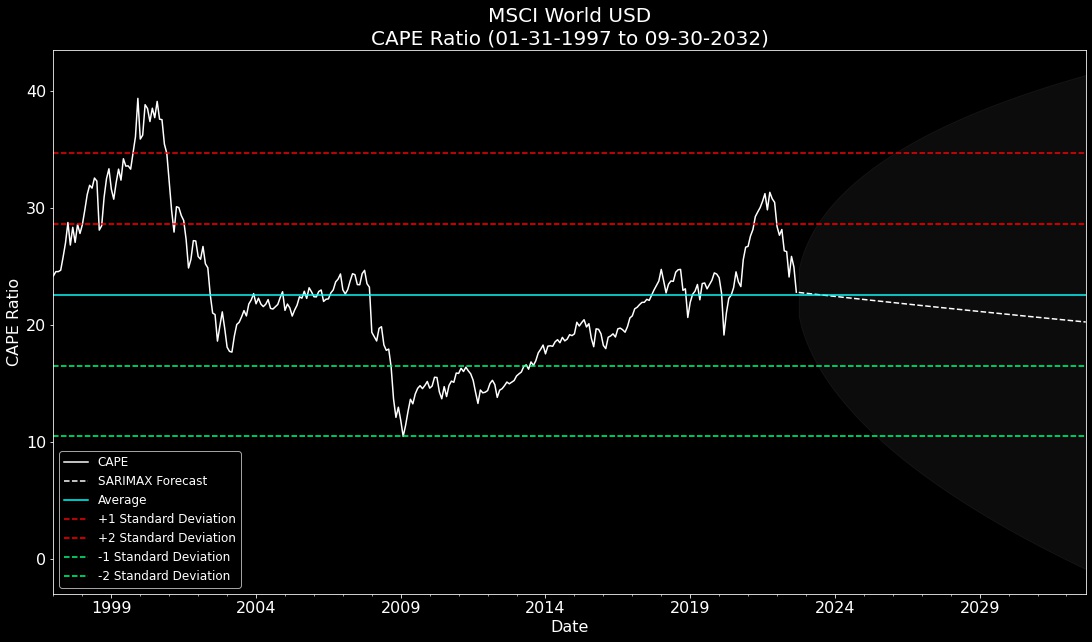 MSCI World USD
CAPE Ratio (01-31-1997 to 09-30-2032)
CAPE Ratio
40
30
20
10
0
CAPE
SARIMAX Forecast
Average
+1 Standard Deviation
+2 Standard Deviation
-1 Standard Deviation
-2 Standard Deviation
1999 2004 2009 2014 2019 2024 2029
Date